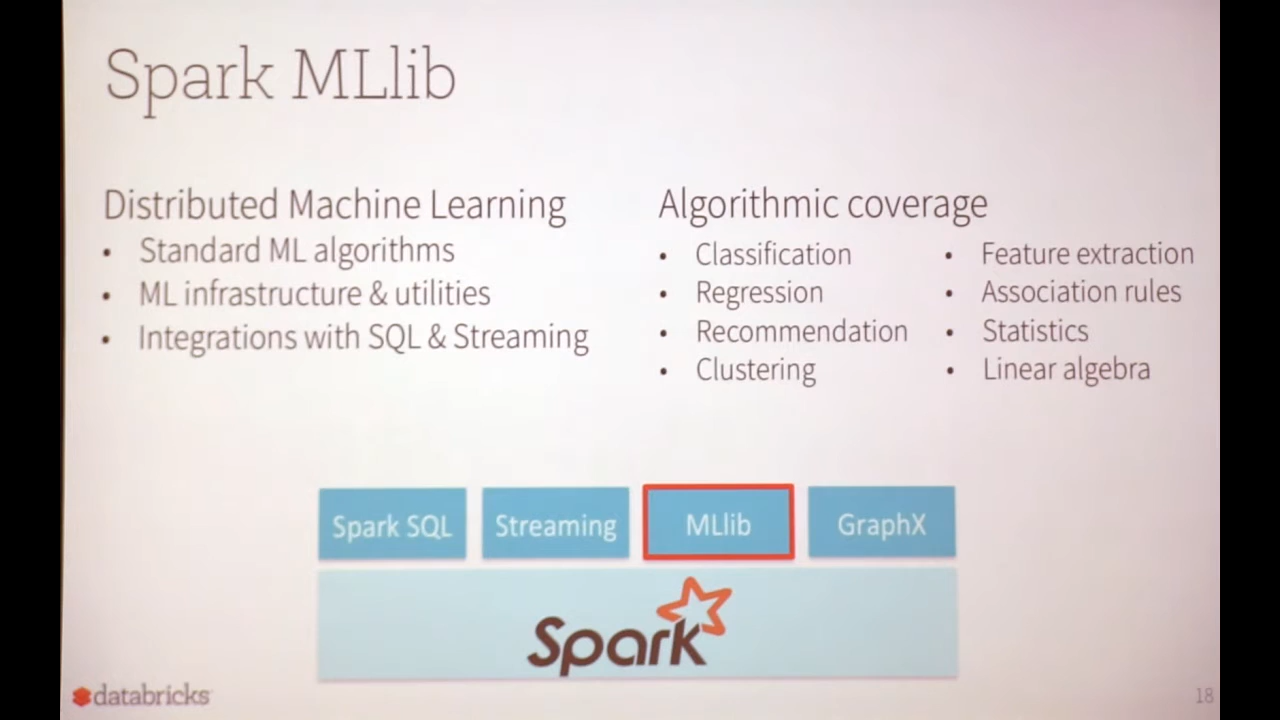 Spark MLlib
Distributed Machine Learning
• Standard ML algorithms
• ML infrastructure & utilities
• Integrations with SQL & Streaming
Algorithmic coverage
• Classification
• Regression
• Recommendation
• Clustering
• Feature extraction
• Association rules
• Statistics
• Linear algebra
Spark SQL
Streaming
MLlib
GraphX
Spark
databricks
18